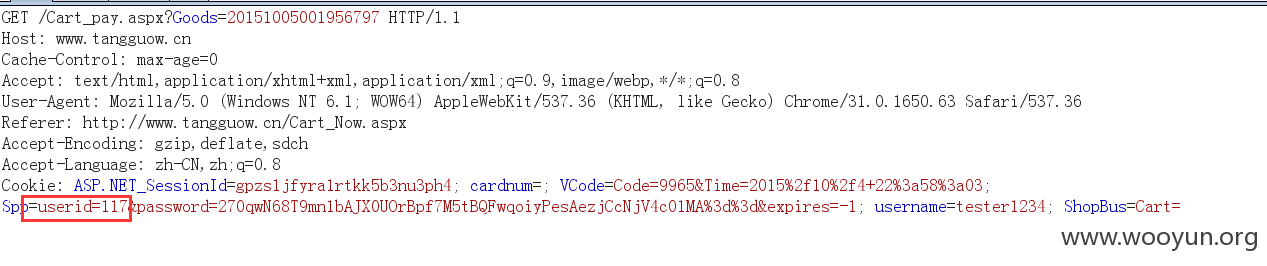 GET /Cart_pay.aspx?Goods=20151005001956797 HTTP/1.1
Host: www.tangguow.cn
Cache-Control: max-age=0
Accept: text/html,application/xhtml+xml,application/xml;q=0.9,image/webp,*/*;q=0.8
User-Agent: Mozilla/5.0 (Windows NT 6.1; WOW64) AppleWebKit/537.36 (KHTML, like Gecko) Chrome/31.0.1650.63 Safari/537.36
Referer: http://www.tangguow.cn/Cart_Now.aspx
Accept-Encoding: gzip,deflate,sdch
Accept-Language: zh-CN,zh;q=0.8
Cookie: ASP.NET_SessionId=gpzs1jfyra1rtkk5b3nu3ph4; cardnum=; VCode=Code=9965&Time=2015%2f10%2f4+22%3a58%3a03;
Spp=userid=117&password=270qwN68T9mn1bAJX0UOrBpf7M5tBQFwqoiyPesAezjCcNjV4c01MA%3d%3d&expires=-1; username=tester1234; ShopBus=Cart=
www.wooyun.org